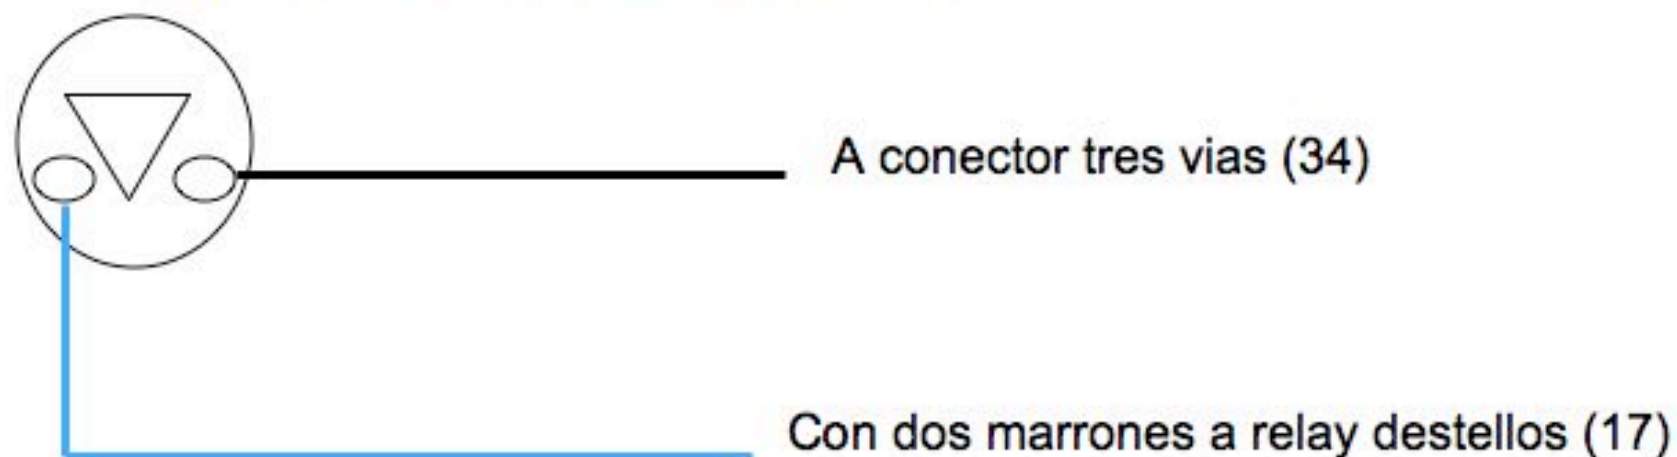 A conector tres vias (34)
Con dos marrones a relay destellos (17)